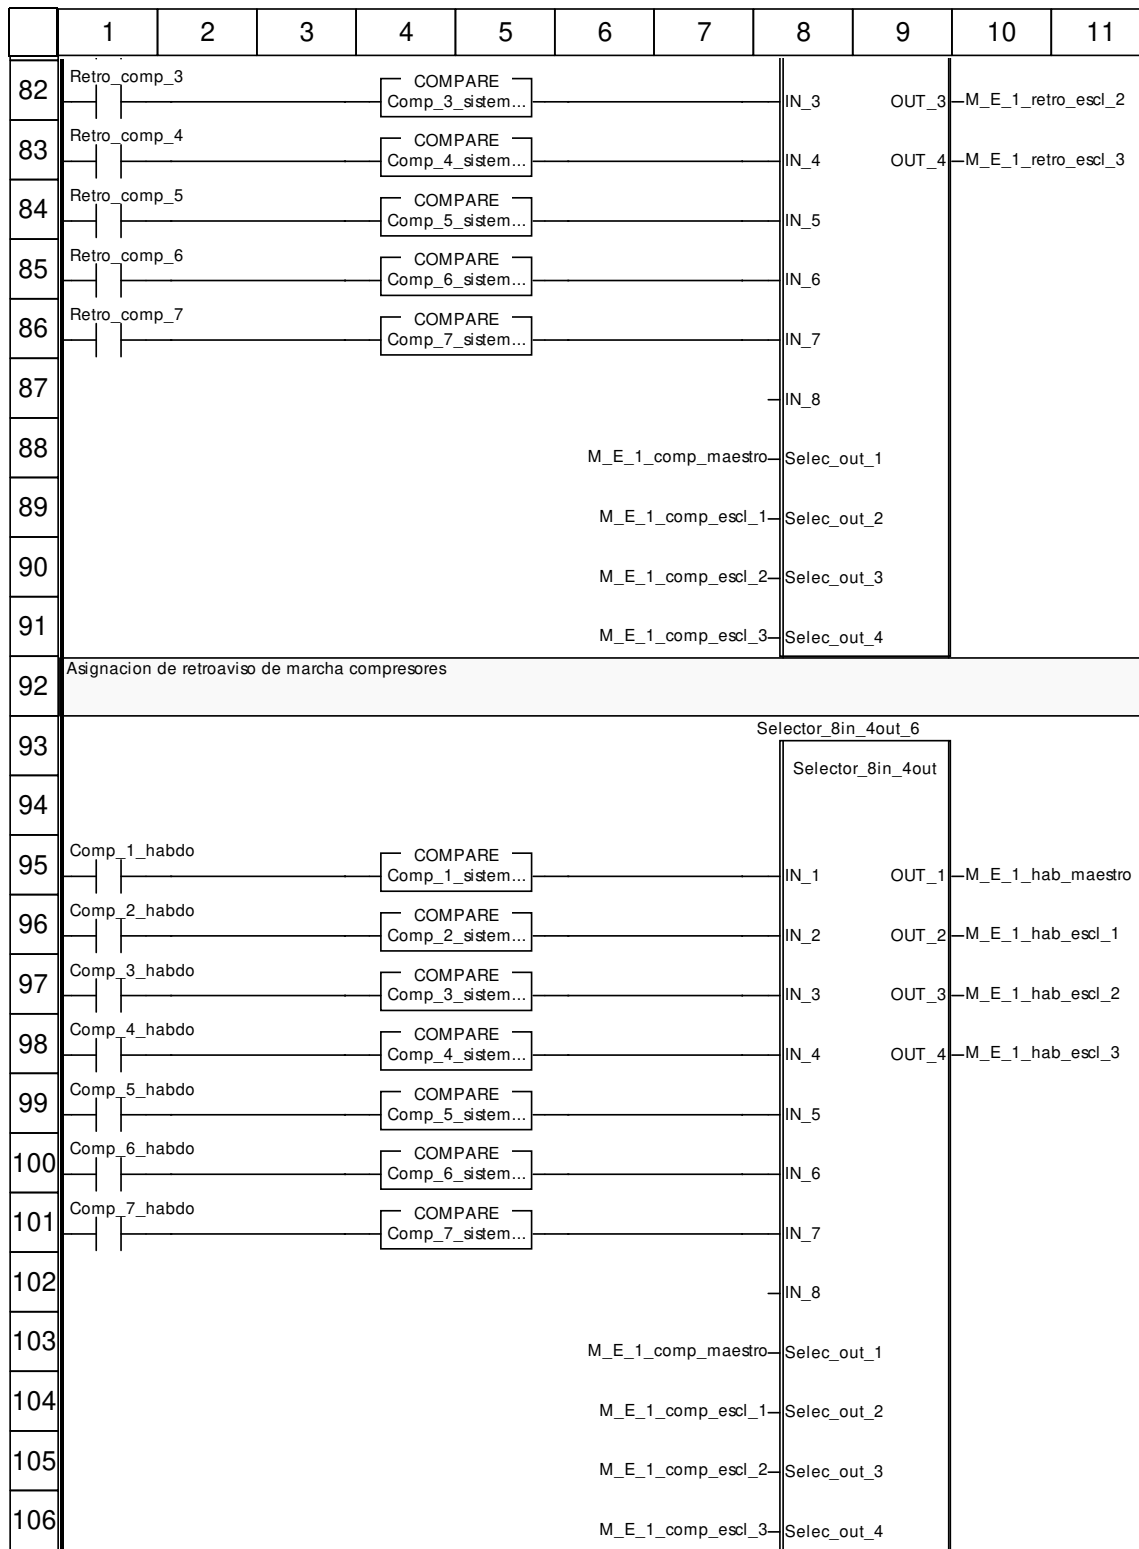 1 2 3 4 5 6 7 8 9 10 11
82 Retro_comp_3 COMPARE
Comp_3_sistem... IN_3 OUT_3 M_E_1_retro_escl_2
83 Retro_comp_4 COMPARE
Comp_4_sistem... IN_4 OUT_4 M_E_1_retro_escl_3
84 Retro_comp_5 COMPARE
Comp_5_sistem... IN_5
85 Retro_comp_6 COMPARE
Comp_6_sistem... IN_6
86 Retro_comp_7 COMPARE
Comp_7_sistem... IN_7
87 IN_8
88 M_E_1_comp_maestro Selec_out_1
89 M_E_1_comp_escl_1 Selec_out_2
90 M_E_1_comp_escl_2 Selec_out_3
91 M_E_1_comp_escl_3 Selec_out_4
92 Asignacion de retroaviso de marcha compresores
93 Selector_8in_4out_6
Selector_8in_4out
94
95 Comp_1_habdo COMPARE
Comp_1_sistem... IN_1 OUT_1 M_E_1_hab_maestro
96 Comp_2_habdo COMPARE
Comp_2_sistem... IN_2 OUT_2 M_E_1_hab_escl_1
97 Comp_3_habdo COMPARE
Comp_3_sistem... IN_3 OUT_3 M_E_1_hab_escl_2
98 Comp_4_habdo COMPARE
Comp_4_sistem... IN_4 OUT_4 M_E_1_hab_escl_3
99 Comp_5_habdo COMPARE
Comp_5_sistem... IN_5
100 Comp_6_habdo COMPARE
Comp_6_sistem... IN_6
101 Comp_7_habdo COMPARE
Comp_7_sistem... IN_7
102 IN_8
103 M_E_1_comp_maestro Selec_out_1
104 M_E_1_comp_escl_1 Selec_out_2
105 M_E_1_comp_escl_2 Selec_out_3
106 M_E_1_comp_escl_3 Selec_out_4